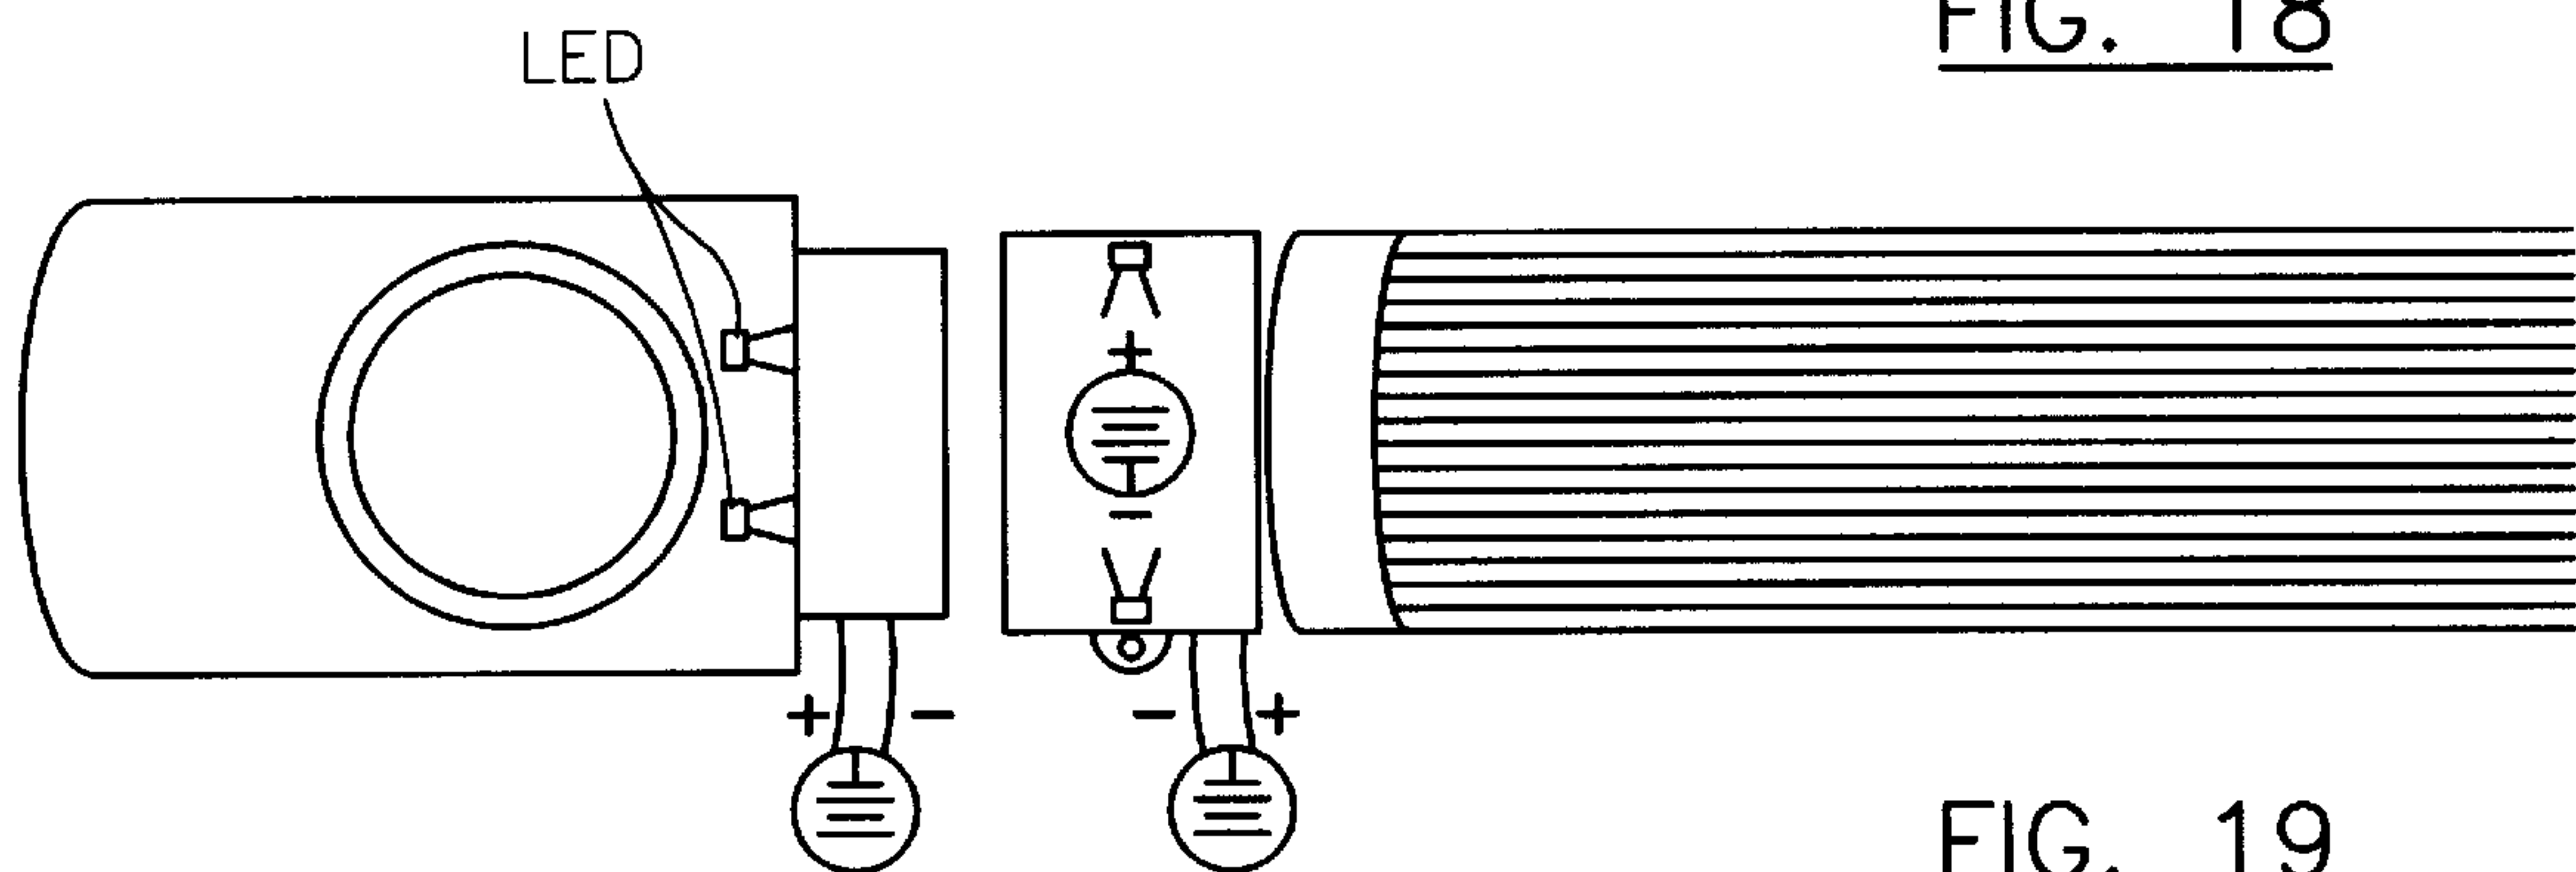 FIG. 18
LED
+
-
+ - - +
FIG. 19